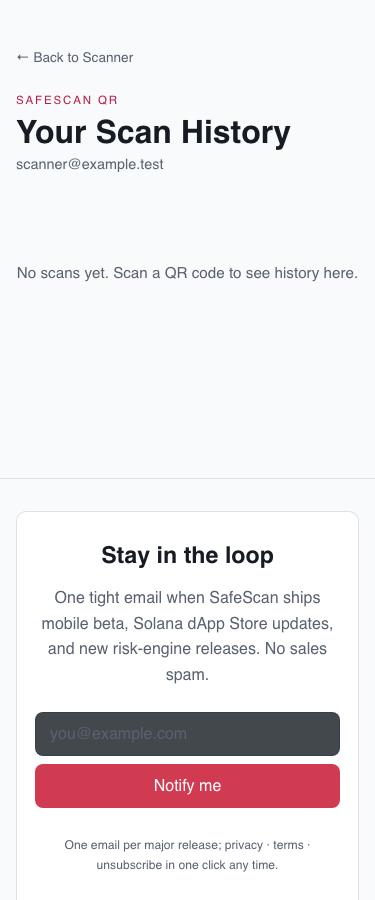 ← Back to Scanner
SAFESCAN QR
Your Scan History
scanner@example.test
No scans yet. Scan a QR code to see history here.
Stay in the loop
One tight email when SafeScan ships
mobile beta, Solana dApp Store updates,
and new risk-engine releases. No sales
spam.
you@example.com
Notify me
One email per major release; privacy · terms ·
unsubscribe in one click any time.